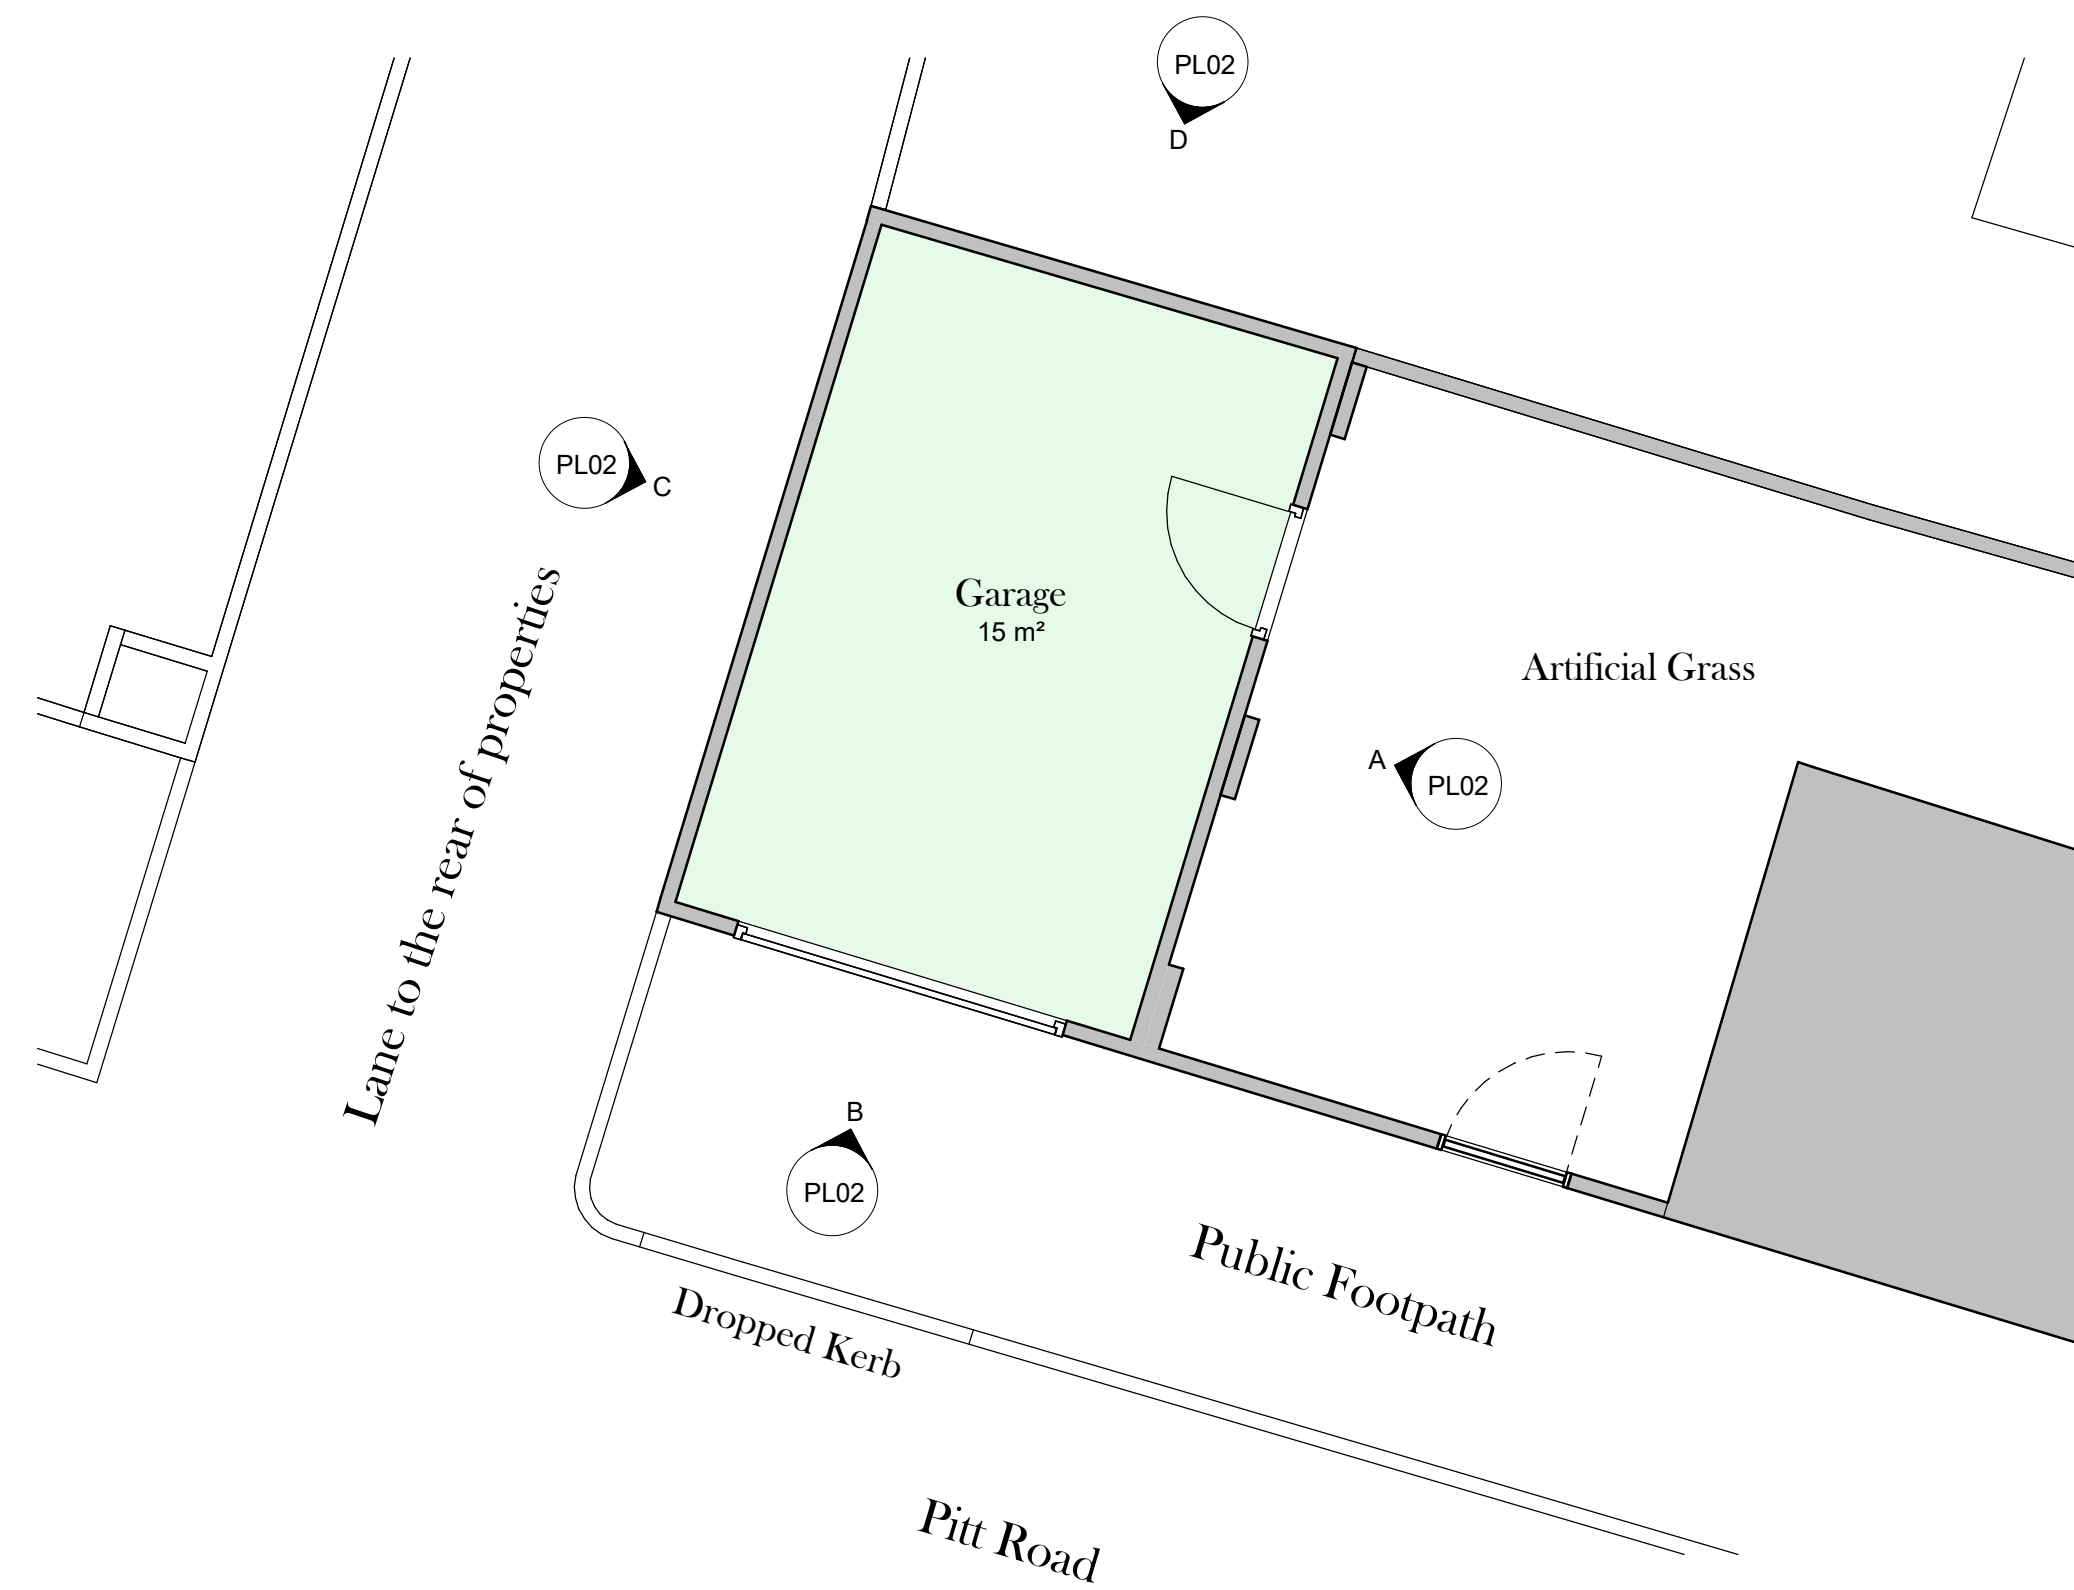 PL02
D
PL02
C
Garage
15 m²
Artificial Grass
Lane to the rear of properties
A
PL02
B
PL02
Public Footpath
Dropped Kerb
Pitt Road